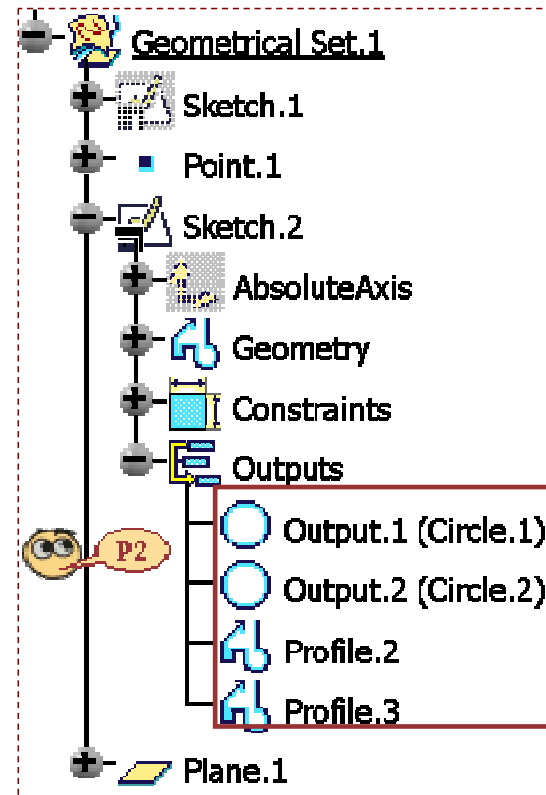 Geometrical Set.1
Sketch.1
Point.1
Sketch.2
AbsoluteAxis
Geometry
Constraints
Outputs
Output.1 (Circle.1)
P2
Output.2 (Circle.2)
Profile.2
Profile.3
Plane.1